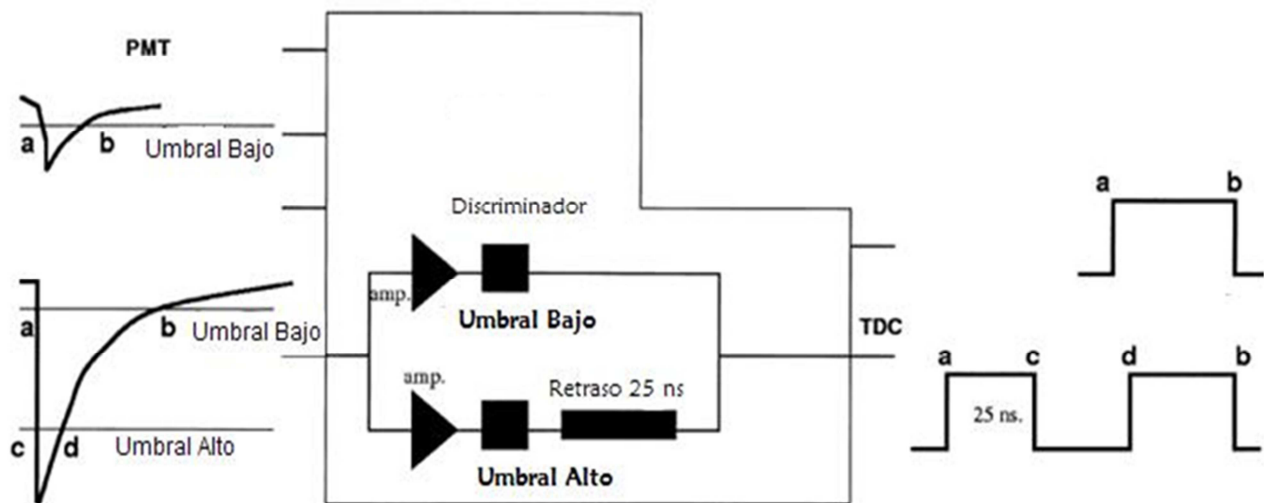 PMT
a
b
Umbral Bajo
Discriminador
amp.
Umbral Bajo
a
b
Umbral Bajo
amp.
Retraso 25 ns
c
d
Umbral Alto
Umbral Alto
TDC
a
b
a
c
d
b
25 ns.